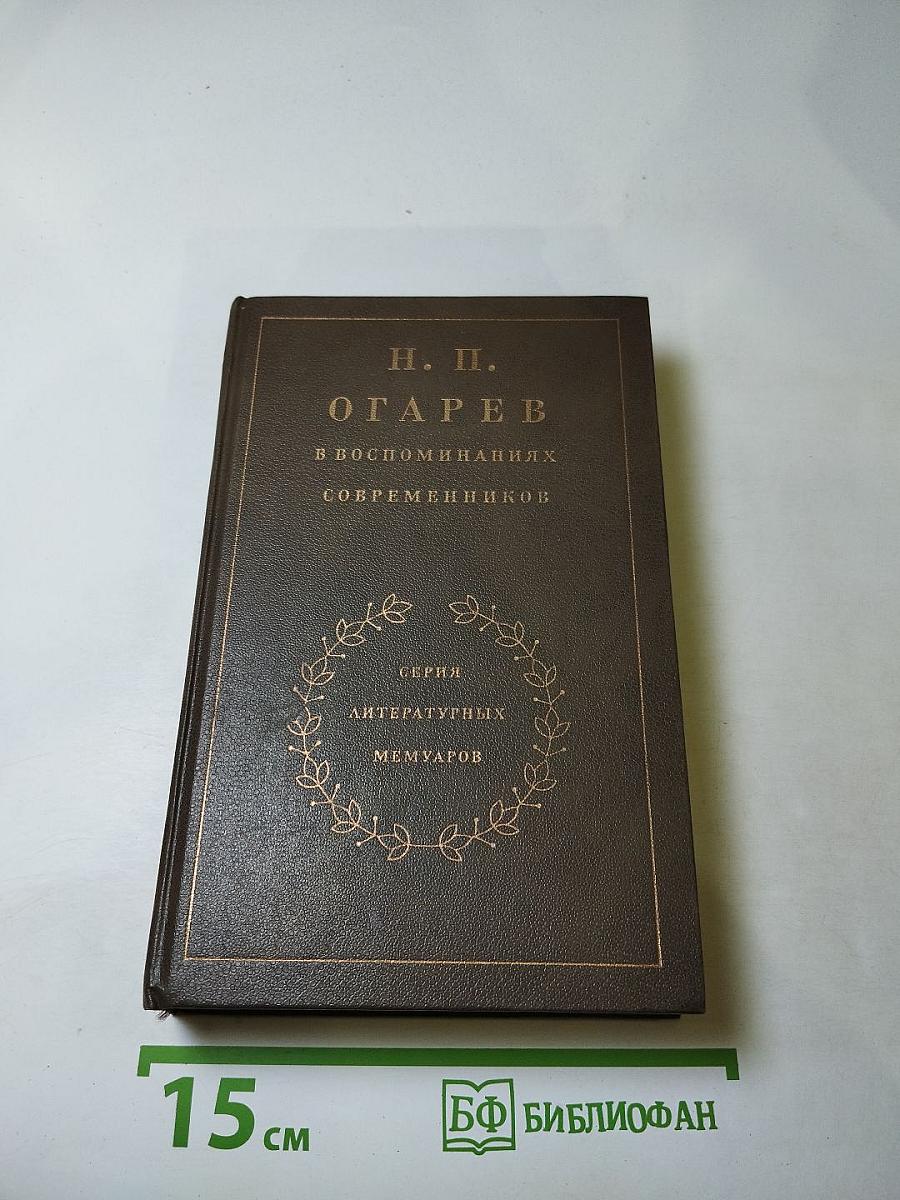 Н. П.
ОГАРЕВ
В ВОСПОМИНАНИЯХ
СОВРЕМЕННИКОВ
СЕРИЯ
ЛИТЕРАТУРНЫХ
МЕМУАРОВ
15 см
БФ БИБЛИОФАН